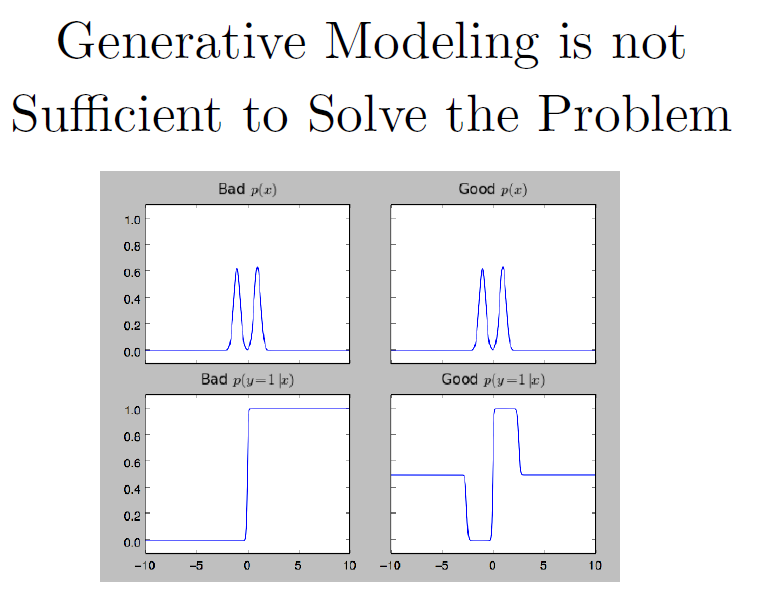 Generative Modeling is not
Sufficient to Solve the Problem
Bad p(x)
Good p(x)
1.0
0.8
0.6
0.4
0.2
0.0
Bad p(y=1|x)
Good p(y=1|x)
1.0
0.8
0.6
0.4
0.2
0.0
−10 −5 0 5 10
−10 −5 0 5 10